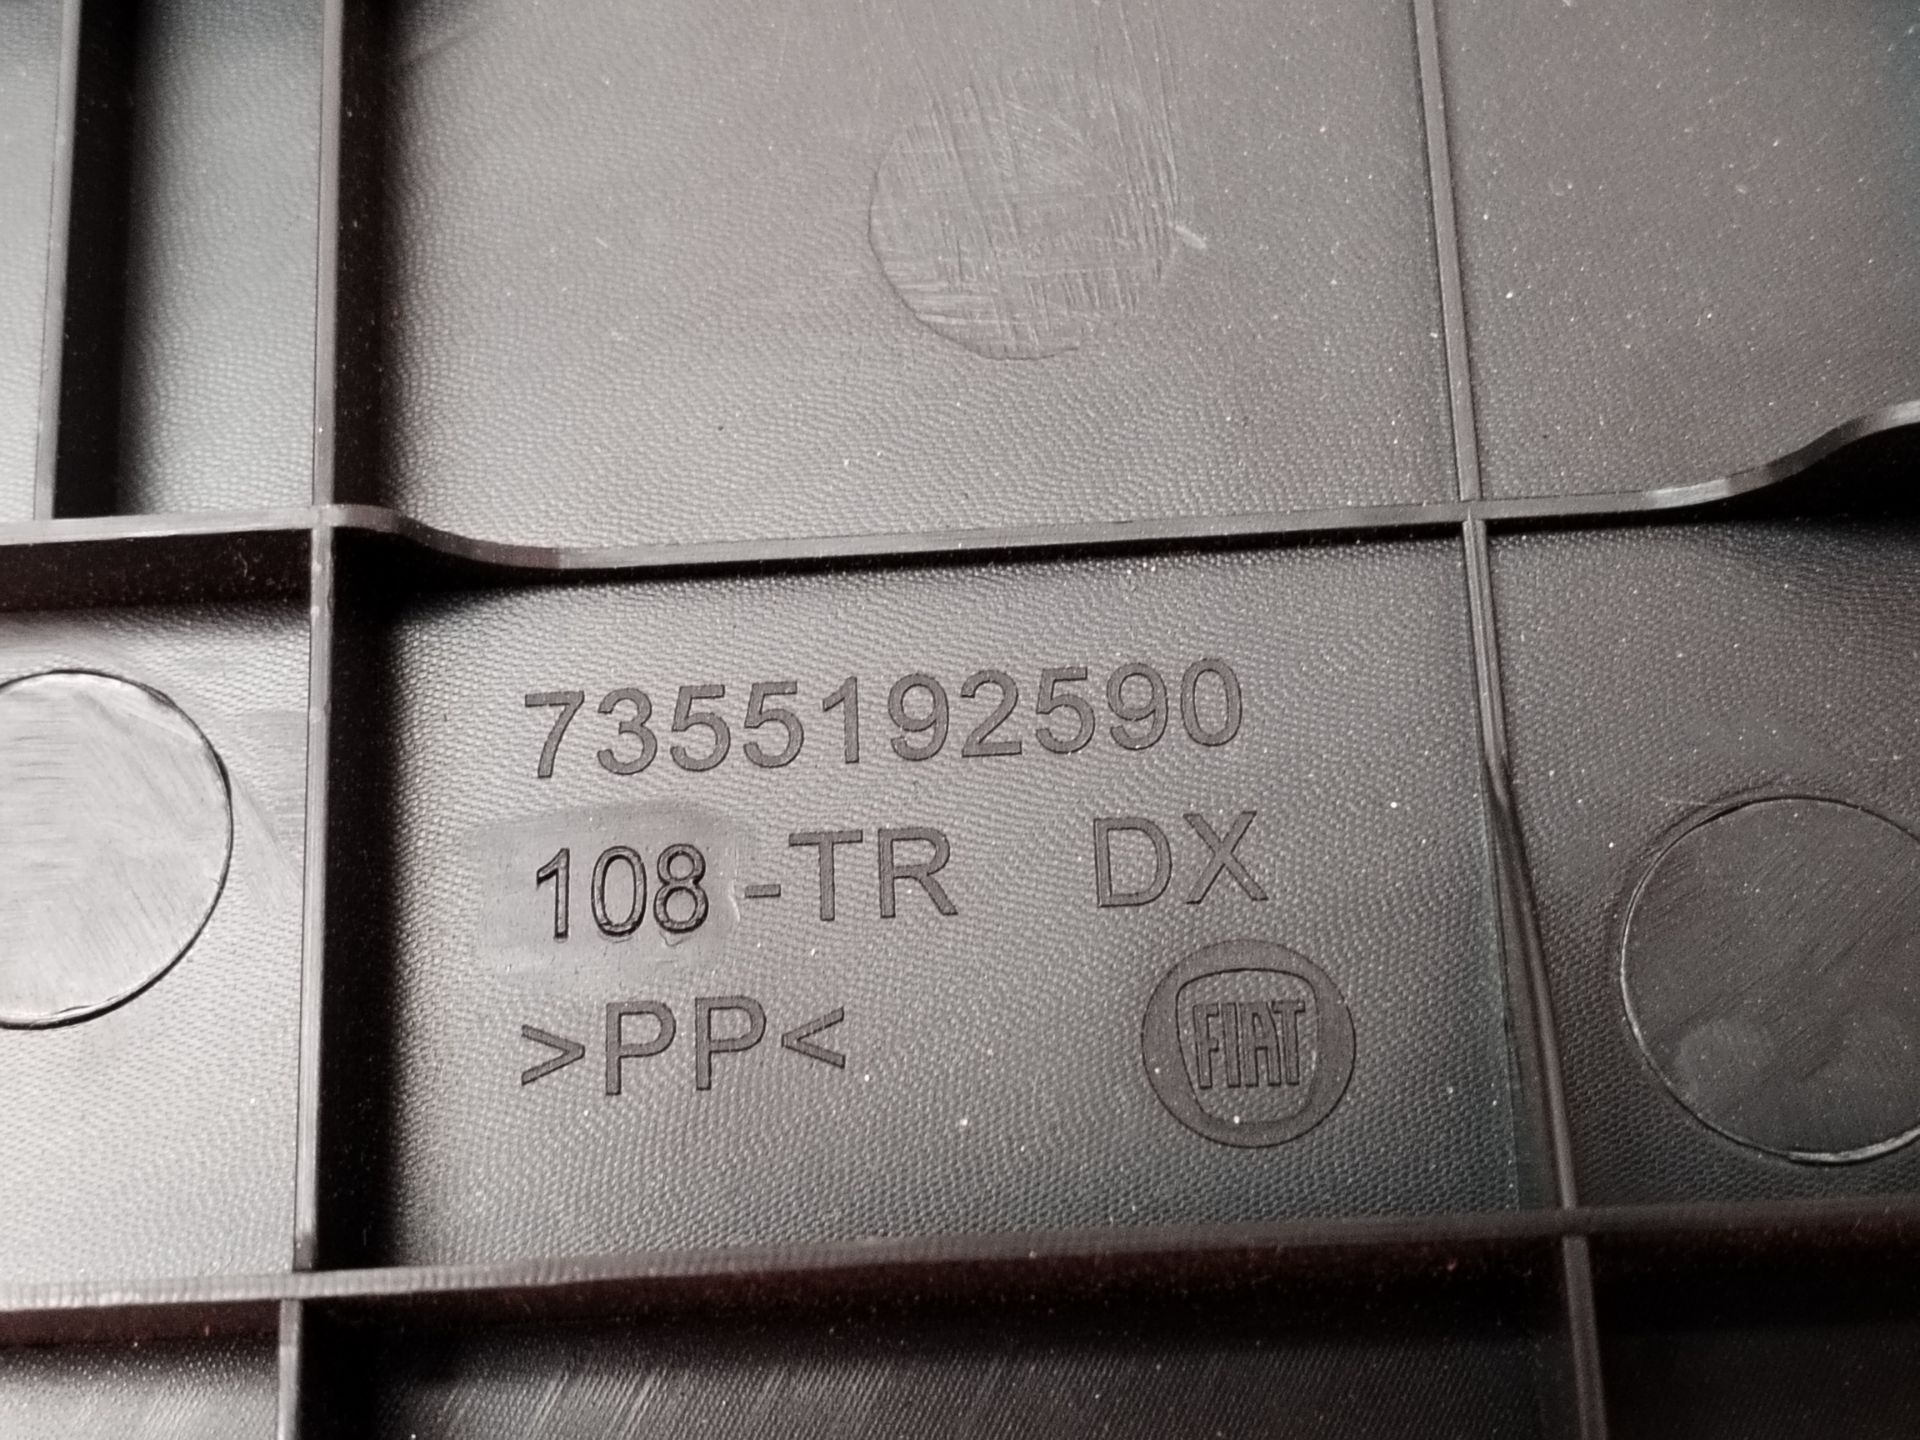 7355192590
108-TR DX
>PP<
FIAT